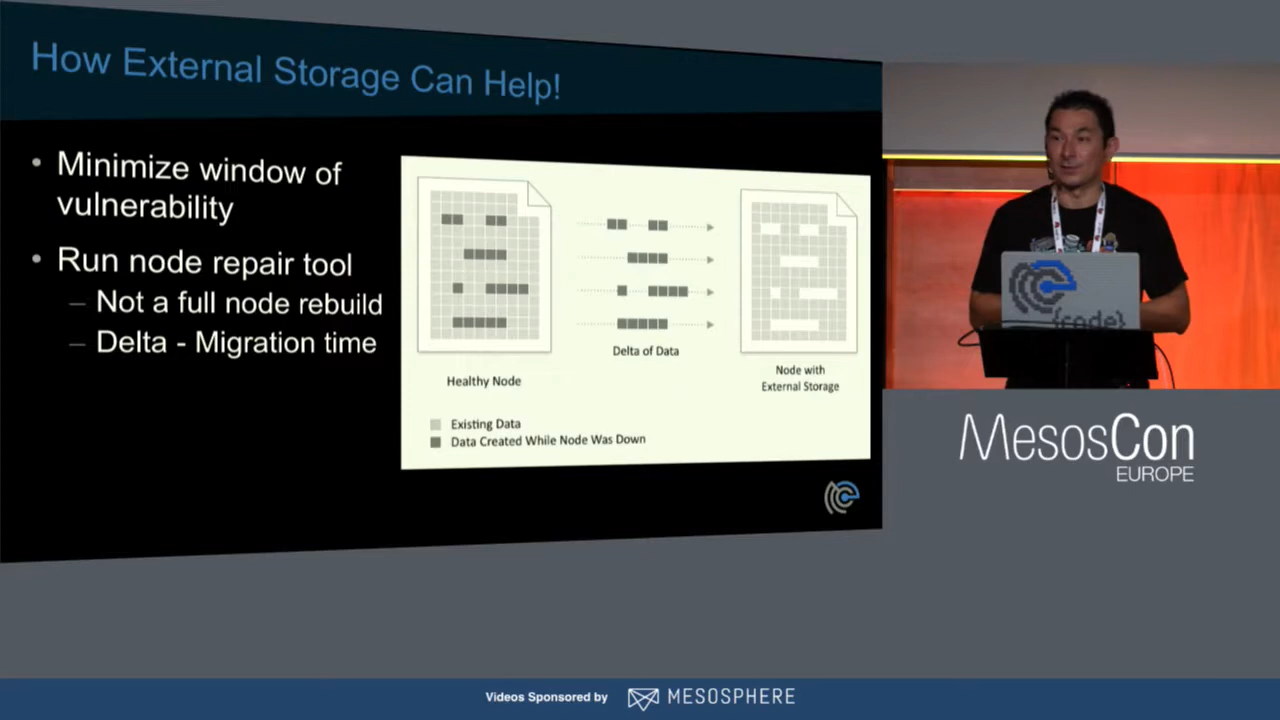 How External Storage Can Help!
• Minimize window of
vulnerability
• Run node repair tool
– Not a full node rebuild
– Delta - Migration time
Delta of Data
Healthy Node
Node with
External Storage
Existing Data
Data Created While Node Was Down
{code}
MesosCon
EUROPE
Videos Sponsored by MESOSPHERE